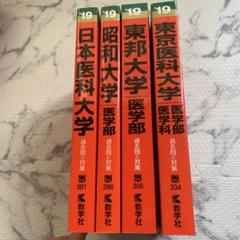 '19
日本医科大学
過去問と対策
381
教学社
'19
昭和大学
医学部
過去問と対策
286
教学社
'19
東邦大学
医学部
過去問と対策
356
教学社
'19
東京医科大学
医学部
医学科
過去問と対策
334
教学社